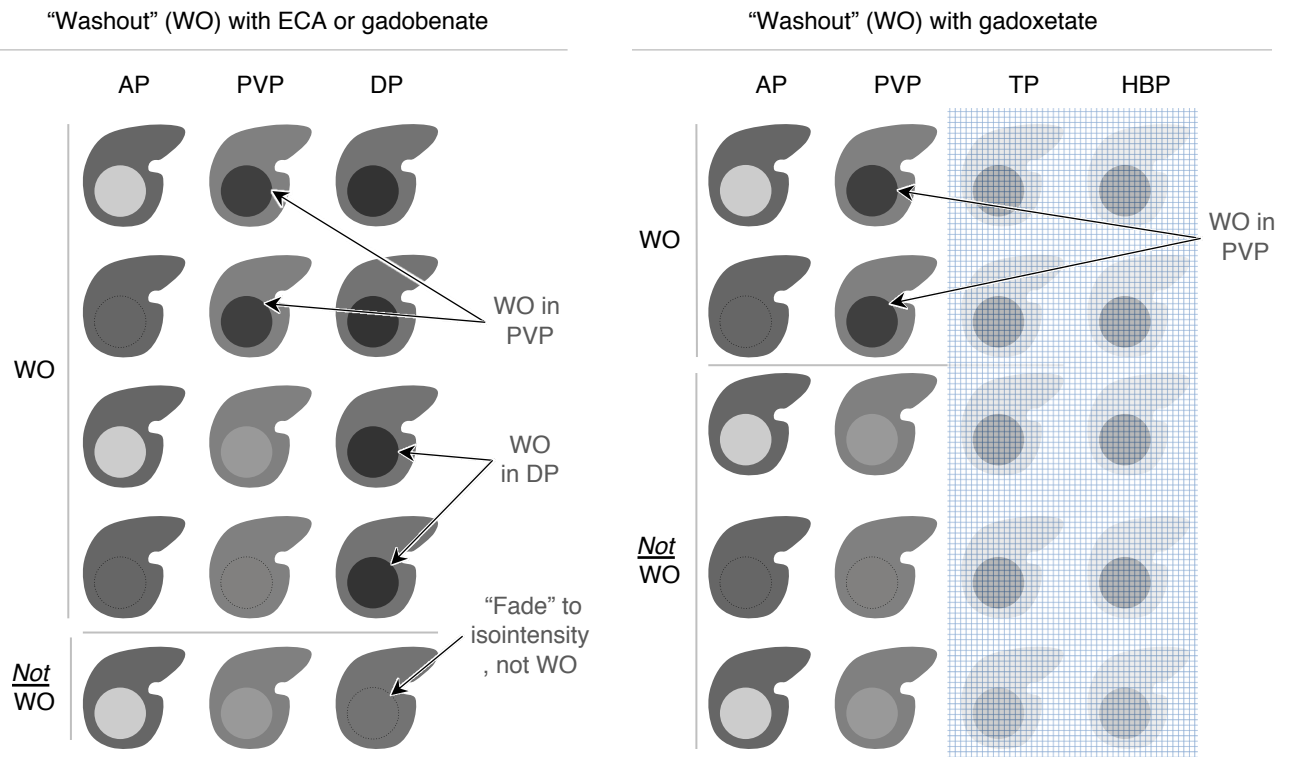 “Washout” (WO) with ECA or gadobenate
AP PVP DP
WO
WO in
PVP
WO
in DP
“Fade” to
isointensity
, not WO
Not
WO
“Washout” (WO) with gadoxetate
AP PVP TP HBP
WO
WO in
PVP
Not
WO